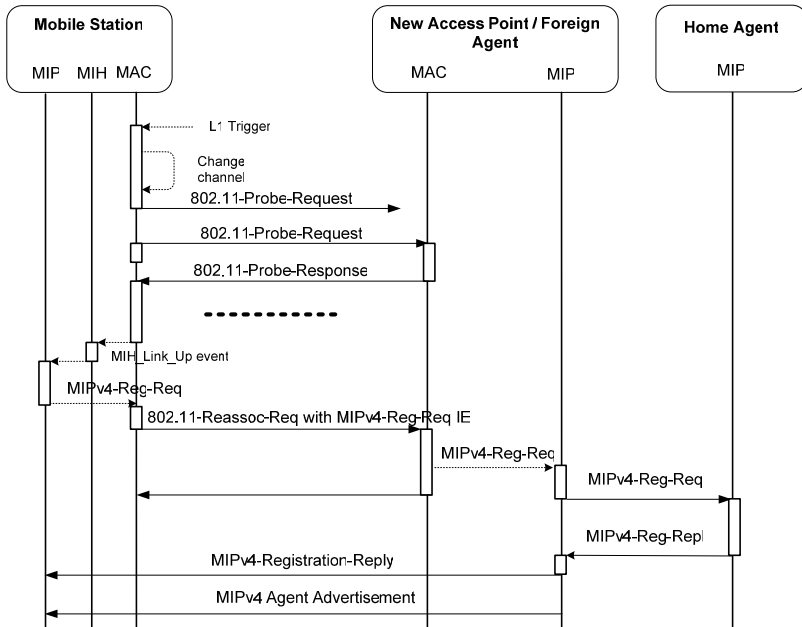 Mobile Station
New Access Point / Foreign
Agent
Home Agent
MIP MIH MAC
MAC
MIP
MIP
L1 Trigger
Change
channel
802.11-Probe-Request
802.11-Probe-Request
802.11-Probe-Response
MIH_Link_Up event
MIPv4-Reg-Req
802.11-Reassoc-Req with MIPv4-Reg-Req IE
MIPv4-Reg-Req
MIPv4-Reg-Req
MIPv4-Reg-Repl
MIPv4-Registration-Reply
MIPv4 Agent Advertisement